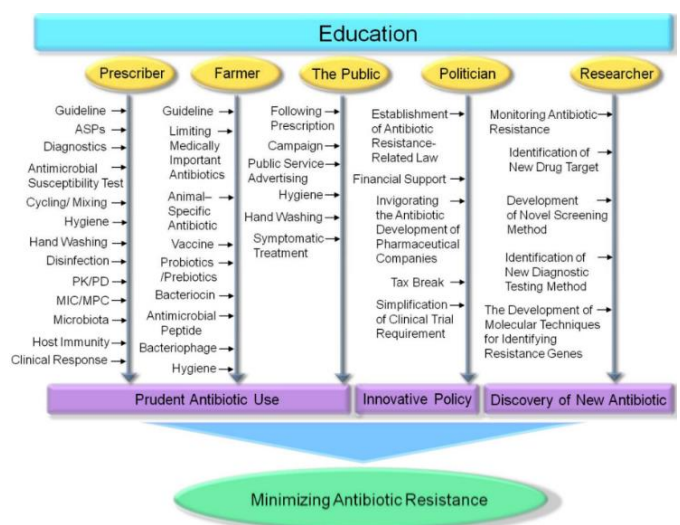 Education
Prescriber
Farmer
The Public
Politician
Researcher
Guideline
ASPs
Diagnostics
Antimicrobial
Susceptibility Test
Cycling/ Mixing
Hygiene
Hand Washing
Disinfection
PK/PD
MIC/MPC
Microbiota
Host Immunity
Clinical Response
Guideline
Limiting
Medically
Important
Antibiotics
Animal–
Specific
Antibiotic
Vaccine
Probiotics
/Prebiotics
Bacteriocin
Antimicrobial
Peptide
Bacteriophage
Hygiene
Following
Prescription
Campaign
Public Service
Advertising
Hygiene
Hand Washing
Symptomatic
Treatment
Establishment
of Antibiotic
Resistance-
Related Law
Financial Support
Invigorating
the Antibiotic
Development of
Pharmaceutical
Companies
Tax Break
Simplification
of Clinical Trial
Requirement
Monitoring Antibiotic
Resistance
Identification of
New Drug Target
Development
of Novel Screening
Method
Identification of
New Diagnostic
Testing Method
The Development of
Molecular Techniques
for Identifying
Resistance Genes
Prudent Antibiotic Use
Innovative Policy
Discovery of New Antibiotic
Minimizing Antibiotic Resistance